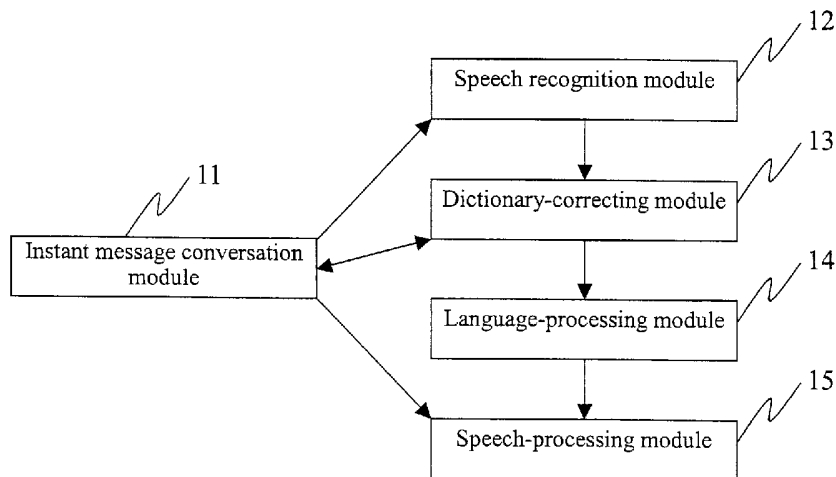 12
Speech recognition module
13
Dictionary-correcting module
11
Instant message conversation
module
14
Language-processing module
15
Speech-processing module